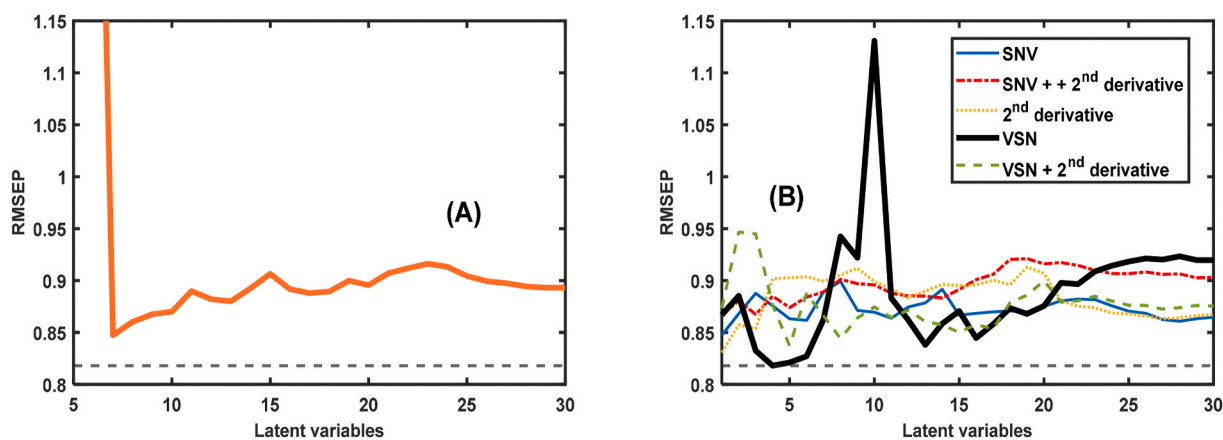 1.15
1.1
1.05
1
0.95
0.9
0.85
0.8
RMSEP
(A)
5 10 15 20 25 30
Latent variables
1.15
1.1
1.05
1
0.95
0.9
0.85
0.8
RMSEP
(B)
SNV
SNV + + 2nd derivative
2nd derivative
VSN
VSN + 2nd derivative
5 10 15 20 25 30
Latent variables